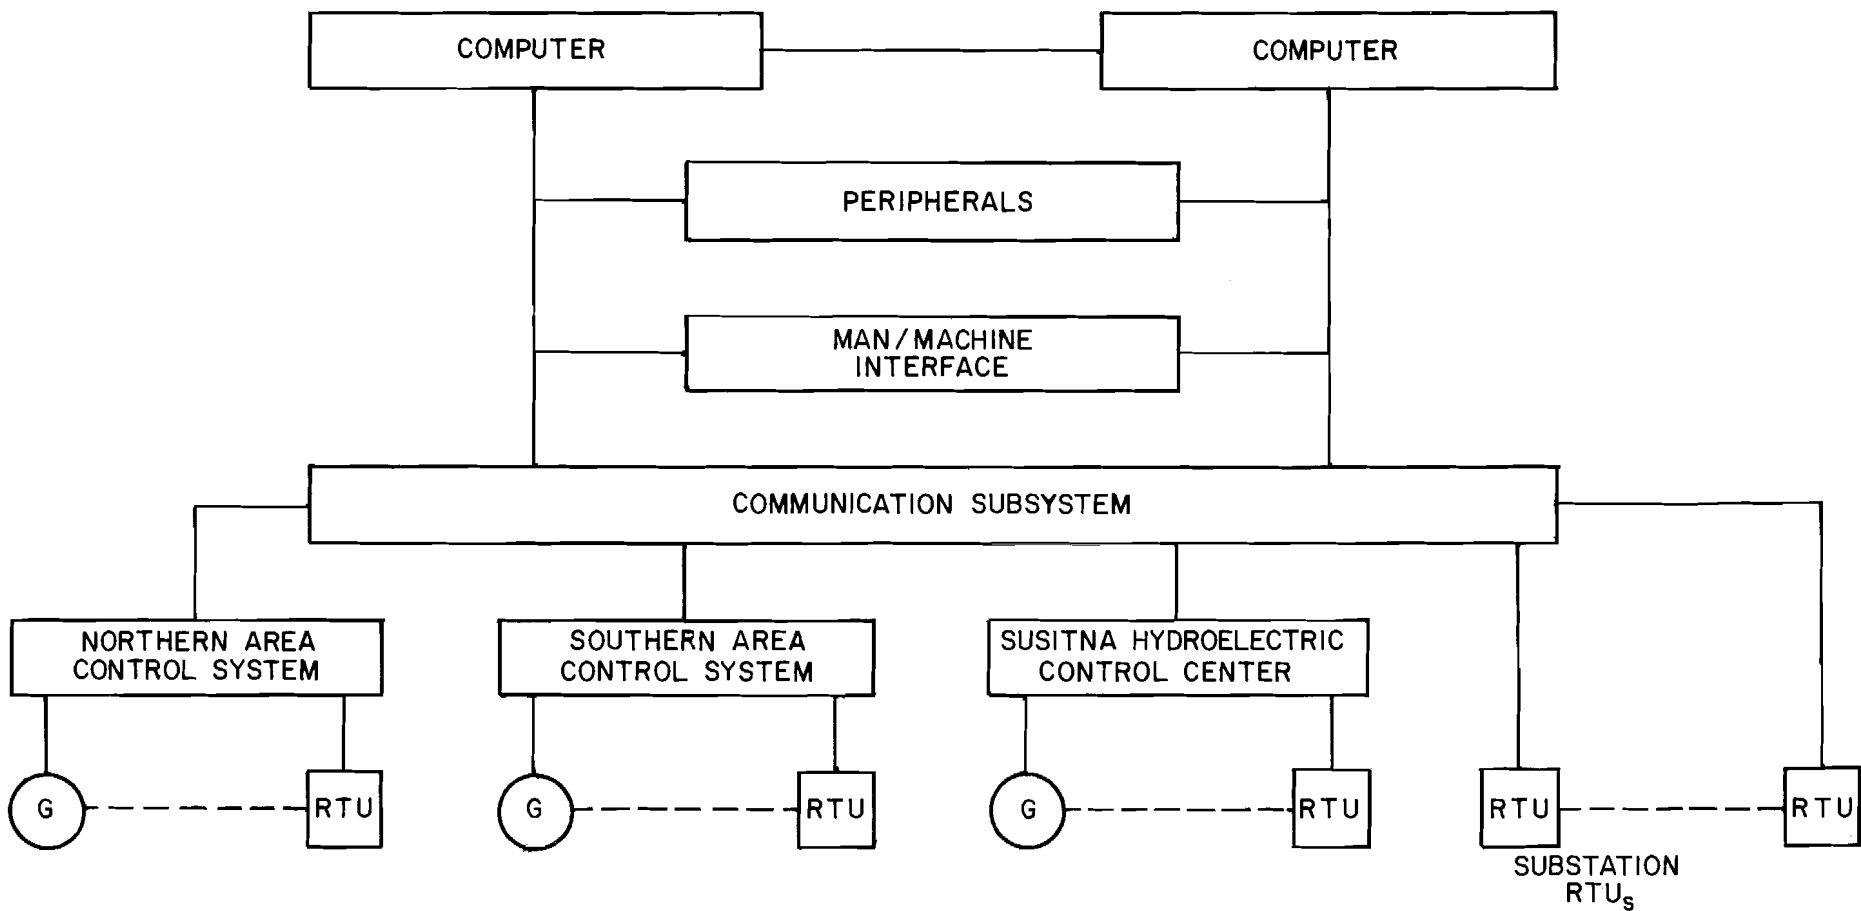 COMPUTER
COMPUTER
PERIPHERALS
MAN/MACHINE
INTERFACE
COMMUNICATION SUBSYSTEM
NORTHERN AREA
CONTROL SYSTEM
SOUTHERN AREA
CONTROL SYSTEM
SUSITNA HYDROELECTRIC
CONTROL CENTER
G
RTU
G
RTU
G
RTU
RTU
RTU
SUBSTATION
RTUs